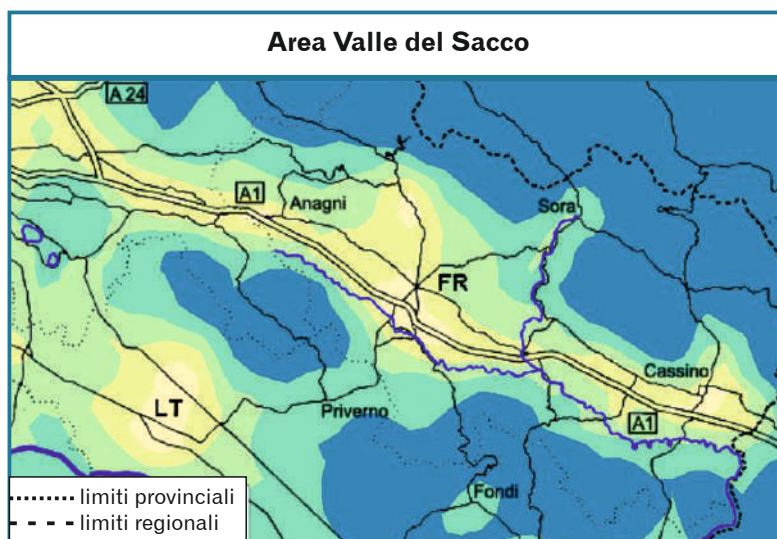 Area Valle del Sacco
A 24
A1
Anagni
Sora
FR
Cassino
LT
Priverno
A1
Fondi
limiti provinciali
limiti regionali